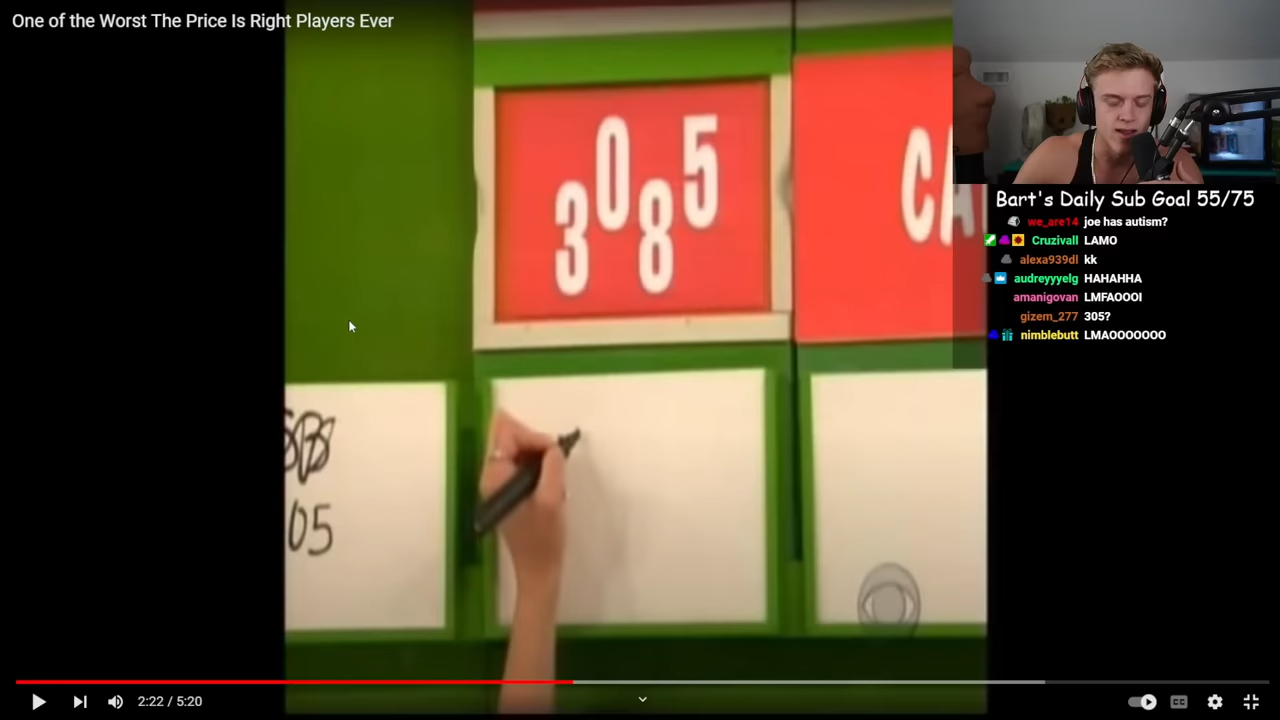 One of the Worst The Price Is Right Players Ever
3085
CA
05
Bart's Daily Sub Goal 55/75
we_are14 joe has autism?
Cruzivall LAMO
alexa939dl kk
audreyyyelg HAHAHHA
amanigovan LMFAOOOI
gizem_277 305?
nimblebutt LMAOOOOOOO
2:22 / 5:20